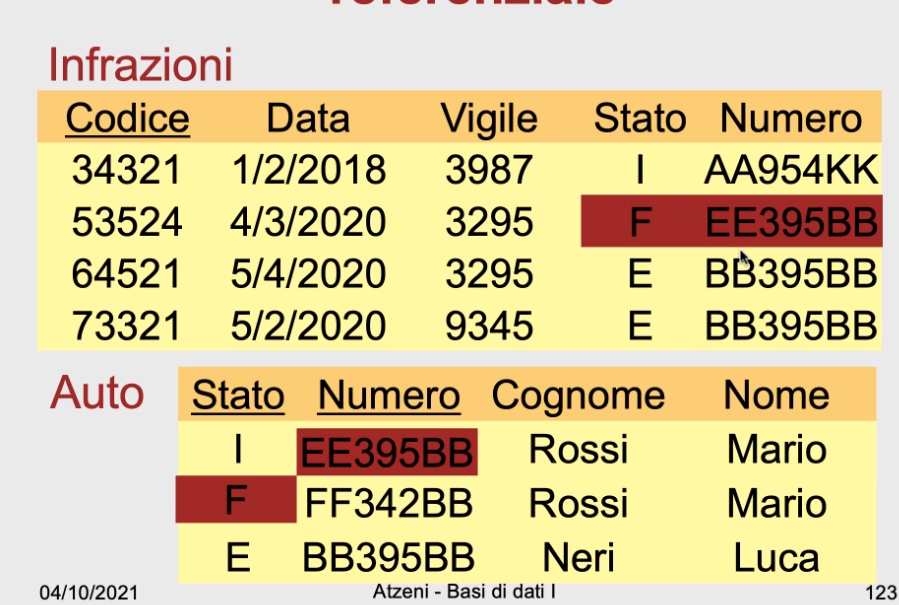 Infrazioni
Codice Data Vigile Stato Numero
34321 1/2/2018 3987 I AA954KK
53524 4/3/2020 3295 F EE395BB
64521 5/4/2020 3295 E BB395BB
73321 5/2/2020 9345 E BB395BB
Auto Stato Numero Cognome Nome
I EE395BB Rossi Mario
F FF342BB Rossi Mario
E BB395BB Neri Luca
04/10/2021 Atzeni - Basi di dati I 123